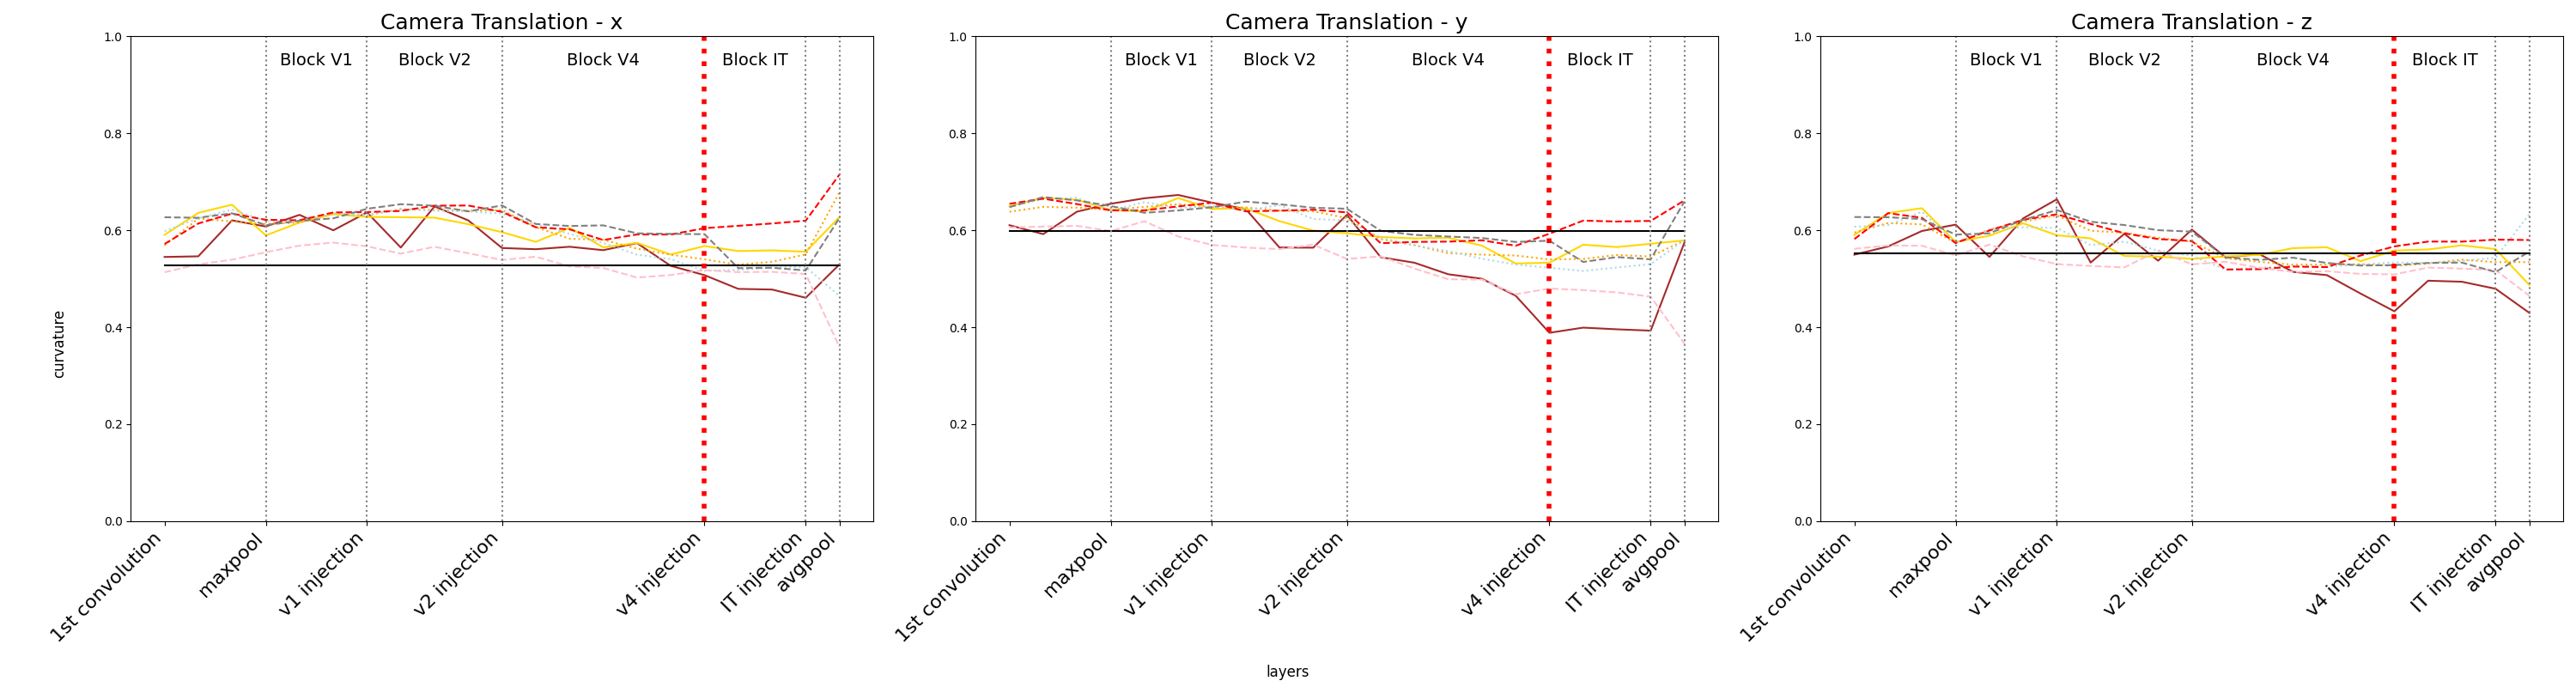 Camera Translation - x
Camera Translation - y
Camera Translation - z
curvature
1.0
0.8
0.6
0.4
0.2
0.0
Block V1
Block V2
Block V4
Block IT
1st convolution
maxpool
v1 injection
v2 injection
v4 injection
IT injection
avgpool
1.0
0.8
0.6
0.4
0.2
0.0
Block V1
Block V2
Block V4
Block IT
1st convolution
maxpool
v1 injection
v2 injection
v4 injection
IT injection
avgpool
1.0
0.8
0.6
0.4
0.2
0.0
Block V1
Block V2
Block V4
Block IT
1st convolution
maxpool
v1 injection
v2 injection
v4 injection
IT injection
avgpool
layers